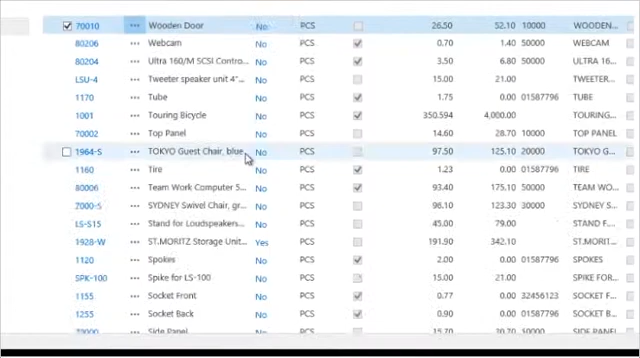 70010 ... Wooden Door No PCS 26.50 52.10 10000 WOODEN...
80206 ... Webcam No PCS 0.70 1.40 50000 WEBCAM
80204 ... Ultra 160/M SCSI Contro... No PCS 3.50 6.80 50000 ULTRA 16...
LSU-4 ... Tweeter speaker unit 4"... No PCS 15.00 21.00 TWEETER...
1170 ... Tube No PCS 1.75 0.00 01587796 TUBE
1001 ... Touring Bicycle No PCS 350.594 4,000.00 TOURING...
70002 ... Top Panel No PCS 14.60 28.70 10000 TOP PANEL
1964-S ... TOKYO Guest Chair, blue No PCS 97.50 125.10 20000 TOKYO G...
1160 ... Tire No PCS 1.23 0.00 01587796 TIRE
80006 ... Team Work Computer S... No PCS 93.40 175.10 50000 TEAM WO...
7000-S ... SYDNEY Swivel Chair, gr... No PCS 96.10 123.30 30000 SYDNEY S...
LS-S15 ... Stand for Loudspeakers... No PCS 45.00 79.00 STAND F...
1928-W ... ST.MORITZ Storage Unit... Yes PCS 191.90 342.10 ST.MORIT...
1120 ... Spokes No PCS 2.00 0.00 01587796 SPOKES
SPK-100 ... Spike for LS-100 No PCS 15.00 21.00 SPIKE FOR...
1155 ... Socket Front No PCS 0.77 0.00 32456123 SOCKET F...
1255 ... Socket Back No PCS 0.90 0.00 01587796 SOCKET B...
70000 ... Side Panel No PCS 15.70 30.70 10000 SIDE PANEL